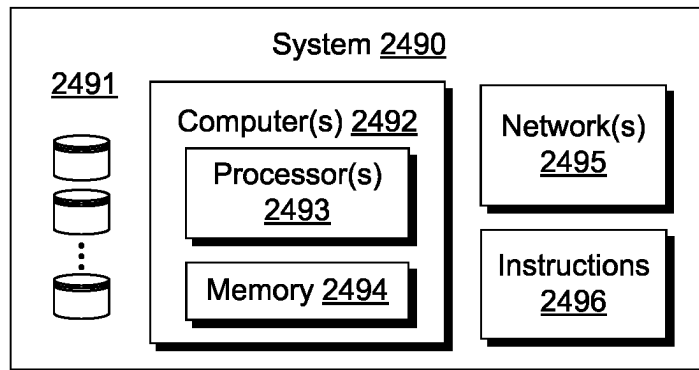 System 2490
2491
Computer(s) 2492
Processor(s)
2493
Memory 2494
Network(s)
2495
Instructions
2496